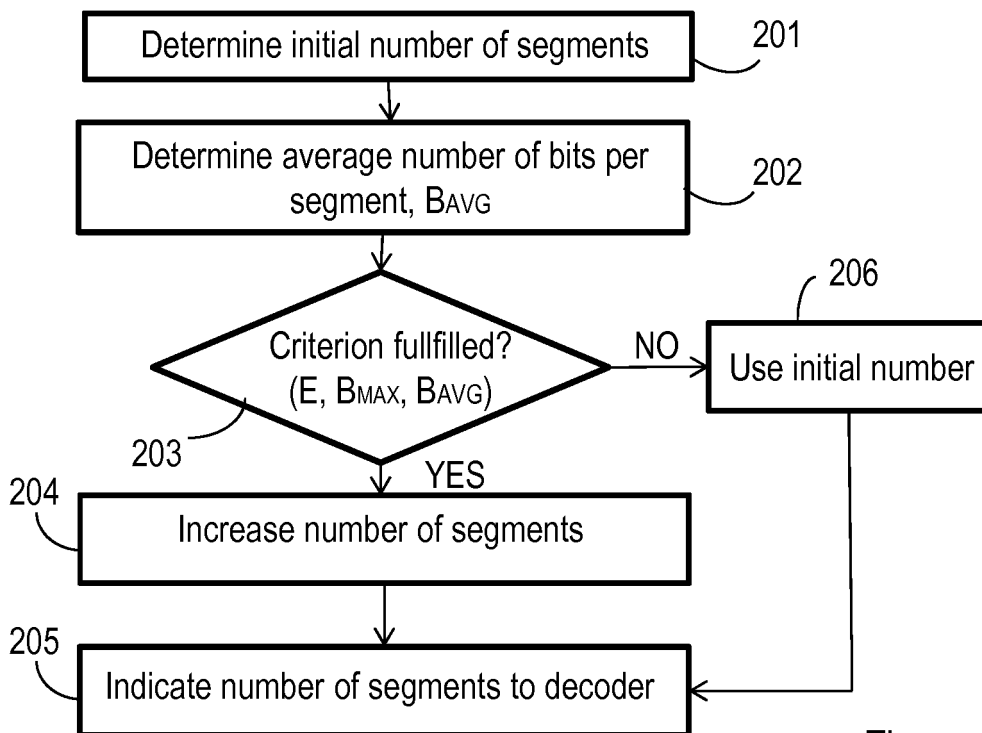 Determine initial number of segments
201
Determine average number of bits per
segment, BAVG
202
Criterion fullfilled?
(E, BMAX, BAVG)
203
NO
206
Use initial number
YES
204
Increase number of segments
205
Indicate number of segments to decoder